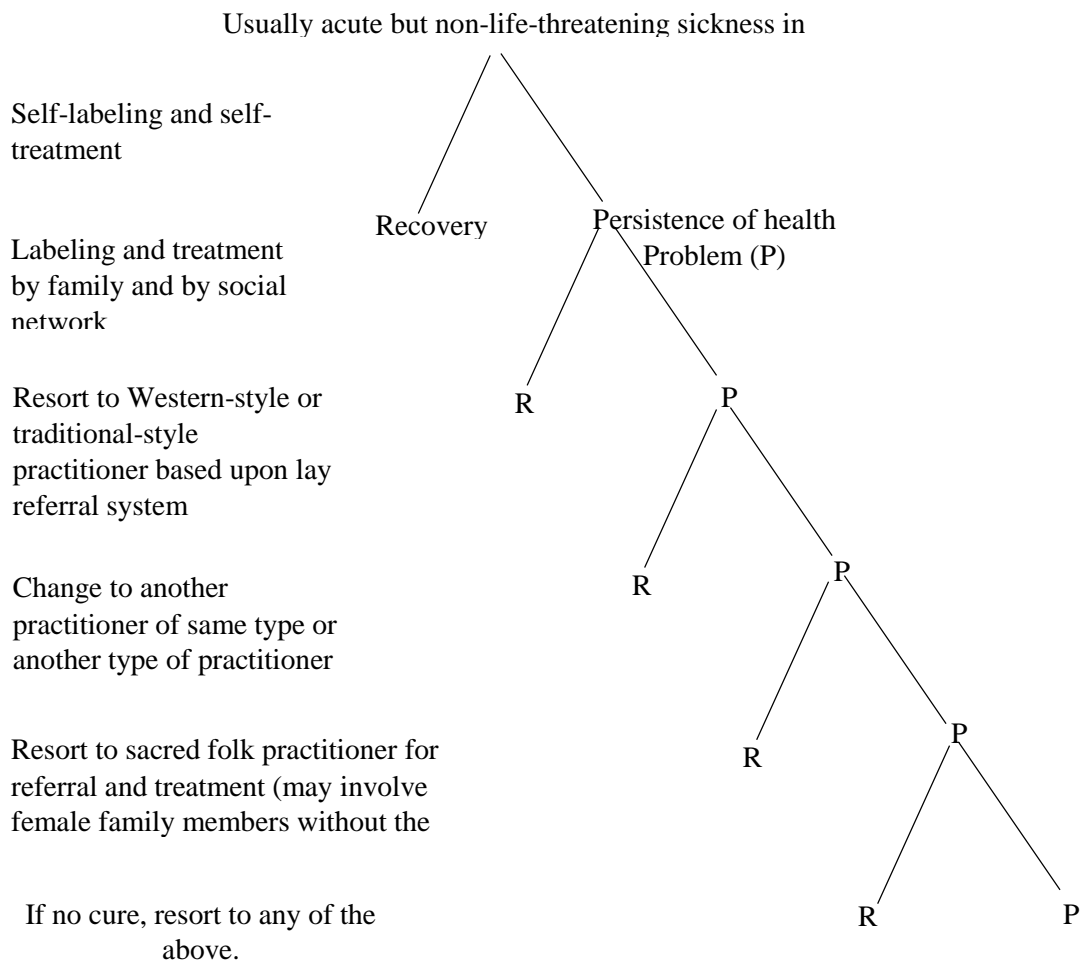 Usually acute but non-life-threatening sickness in
Self-labeling and self-
treatment
Recovery
Persistence of health
Problem (P)
Labeling and treatment
by family and by social
network
Resort to Western-style or
traditional-style
practitioner based upon lay
referral system
R
P
Change to another
practitioner of same type or
another type of practitioner
R
P
Resort to sacred folk practitioner for
referral and treatment (may involve
female family members without the
R
P
If no cure, resort to any of the
above.
R
P